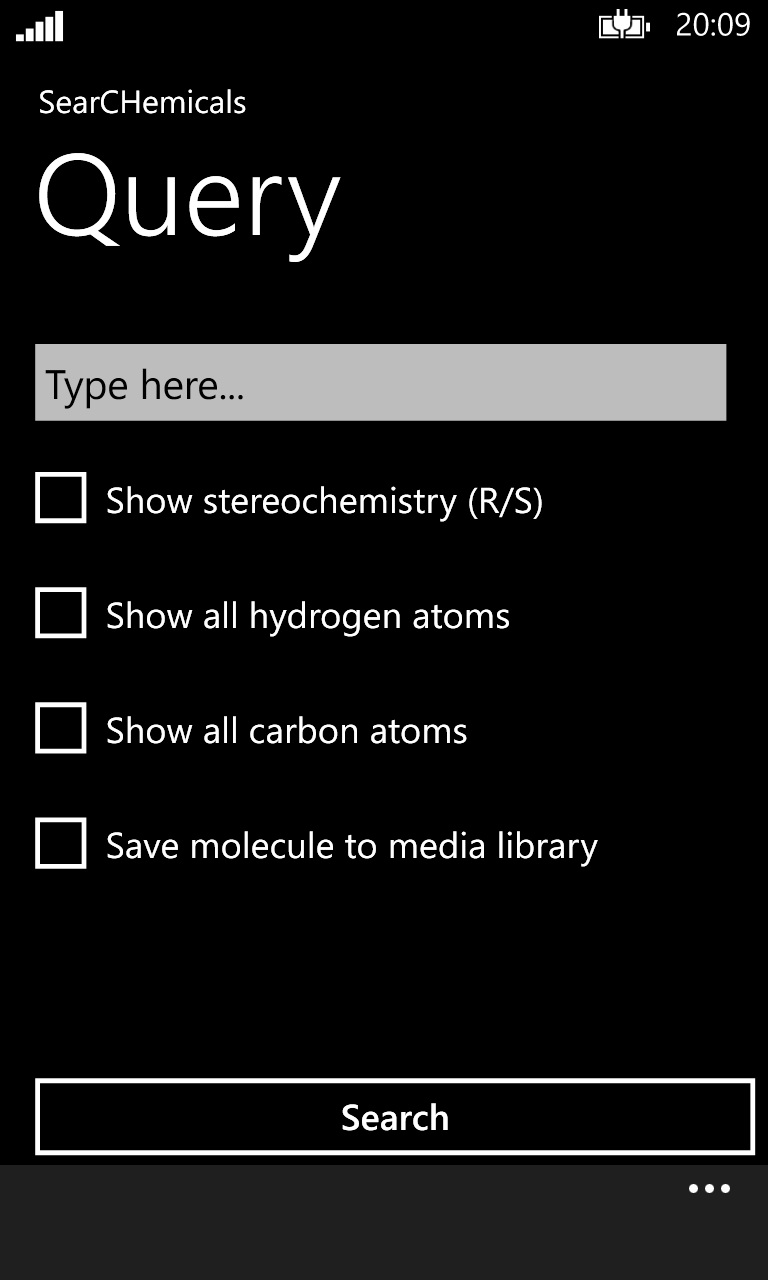 20:09
SearCHemicals
Query
Type here...
Show stereochemistry (R/S)
Show all hydrogen atoms
Show all carbon atoms
Save molecule to media library
Search